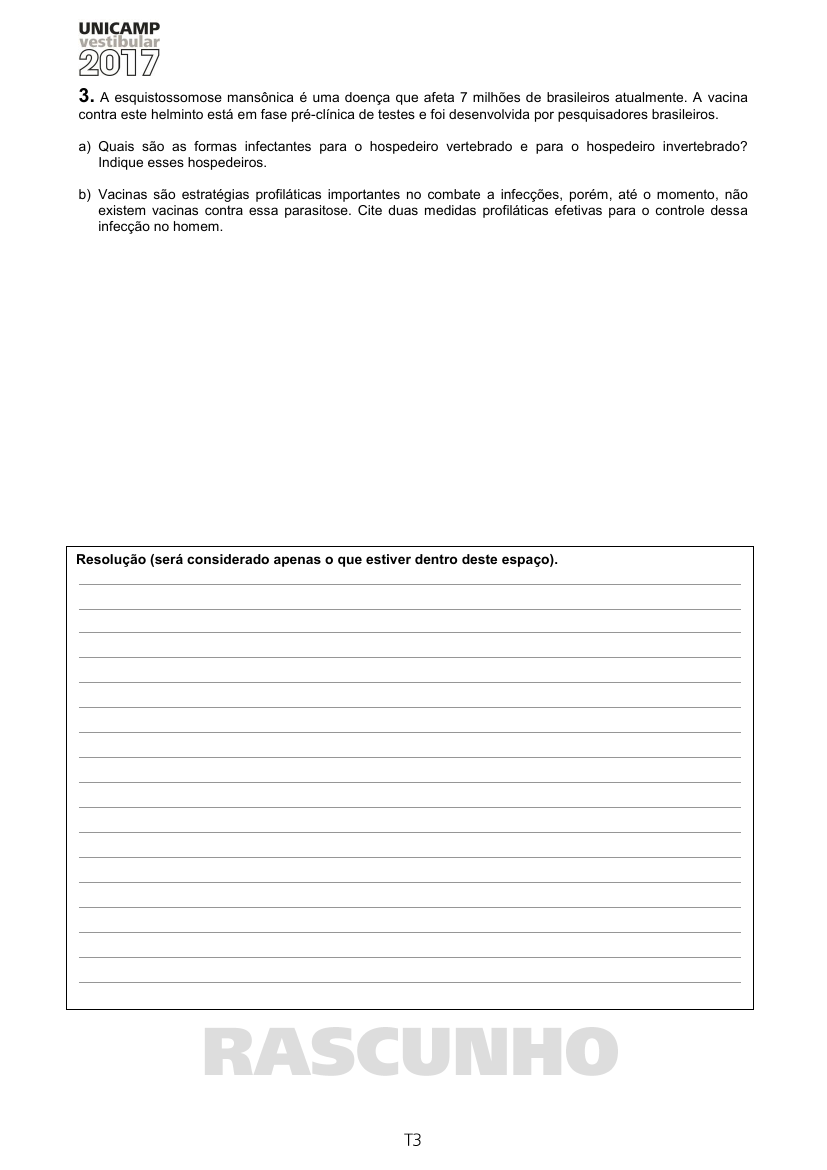 UNICAMP
vestibular
2017
3. A esquistossomose mansônica é uma doença que afeta 7 milhões de brasileiros atualmente. A vacina
contra este helminto está em fase pré-clínica de testes e foi desenvolvida por pesquisadores brasileiros.
a) Quais são as formas infectantes para o hospedeiro vertebrado e para o hospedeiro invertebrado?
Indique esses hospedeiros.
b) Vacinas são estratégias profiláticas importantes no combate a infecções, porém, até o momento, não
existem vacinas contra essa parasitose. Cite duas medidas profiláticas efetivas para o controle dessa
infecção no homem.
Resolução (será considerado apenas o que estiver dentro deste espaço).
RASCUNHO
T3